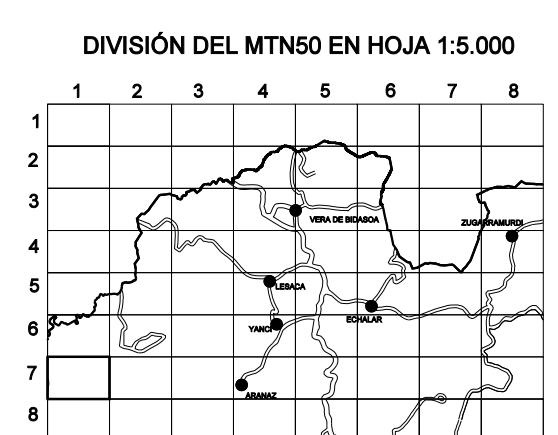 DIVISIÓN DEL MTN50 EN HOJA 1:5.000
1 2 3 4 5 6 7 8
1
2
3
VERA DE BIDASOA
ZUGARRAMURDI
4
5
LESACA
ECHALAR
6
YANCI
7
ARANAZ
8